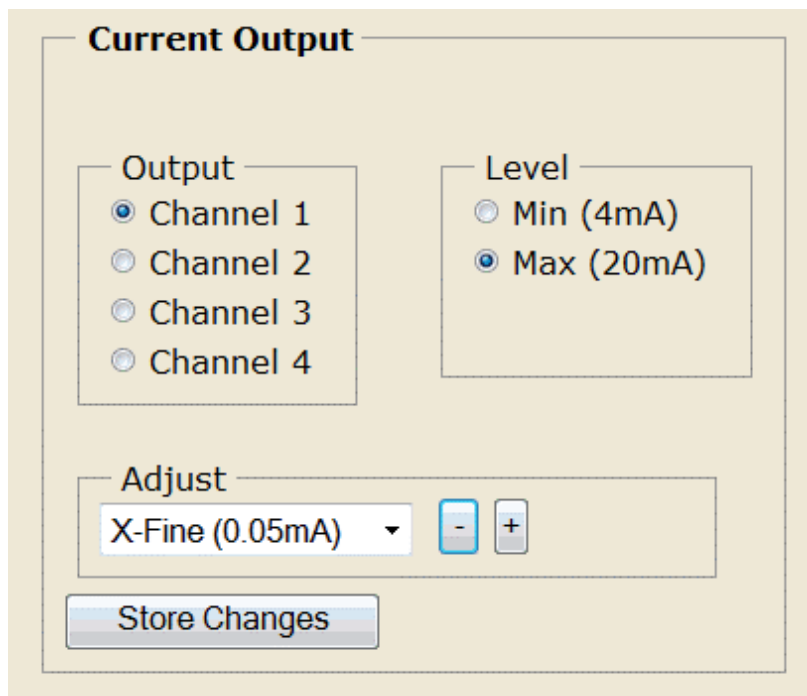 Current Output
Output
Channel 1
Channel 2
Channel 3
Channel 4
Level
Min (4mA)
Max (20mA)
Adjust
X-Fine (0.05mA)
- +
Store Changes